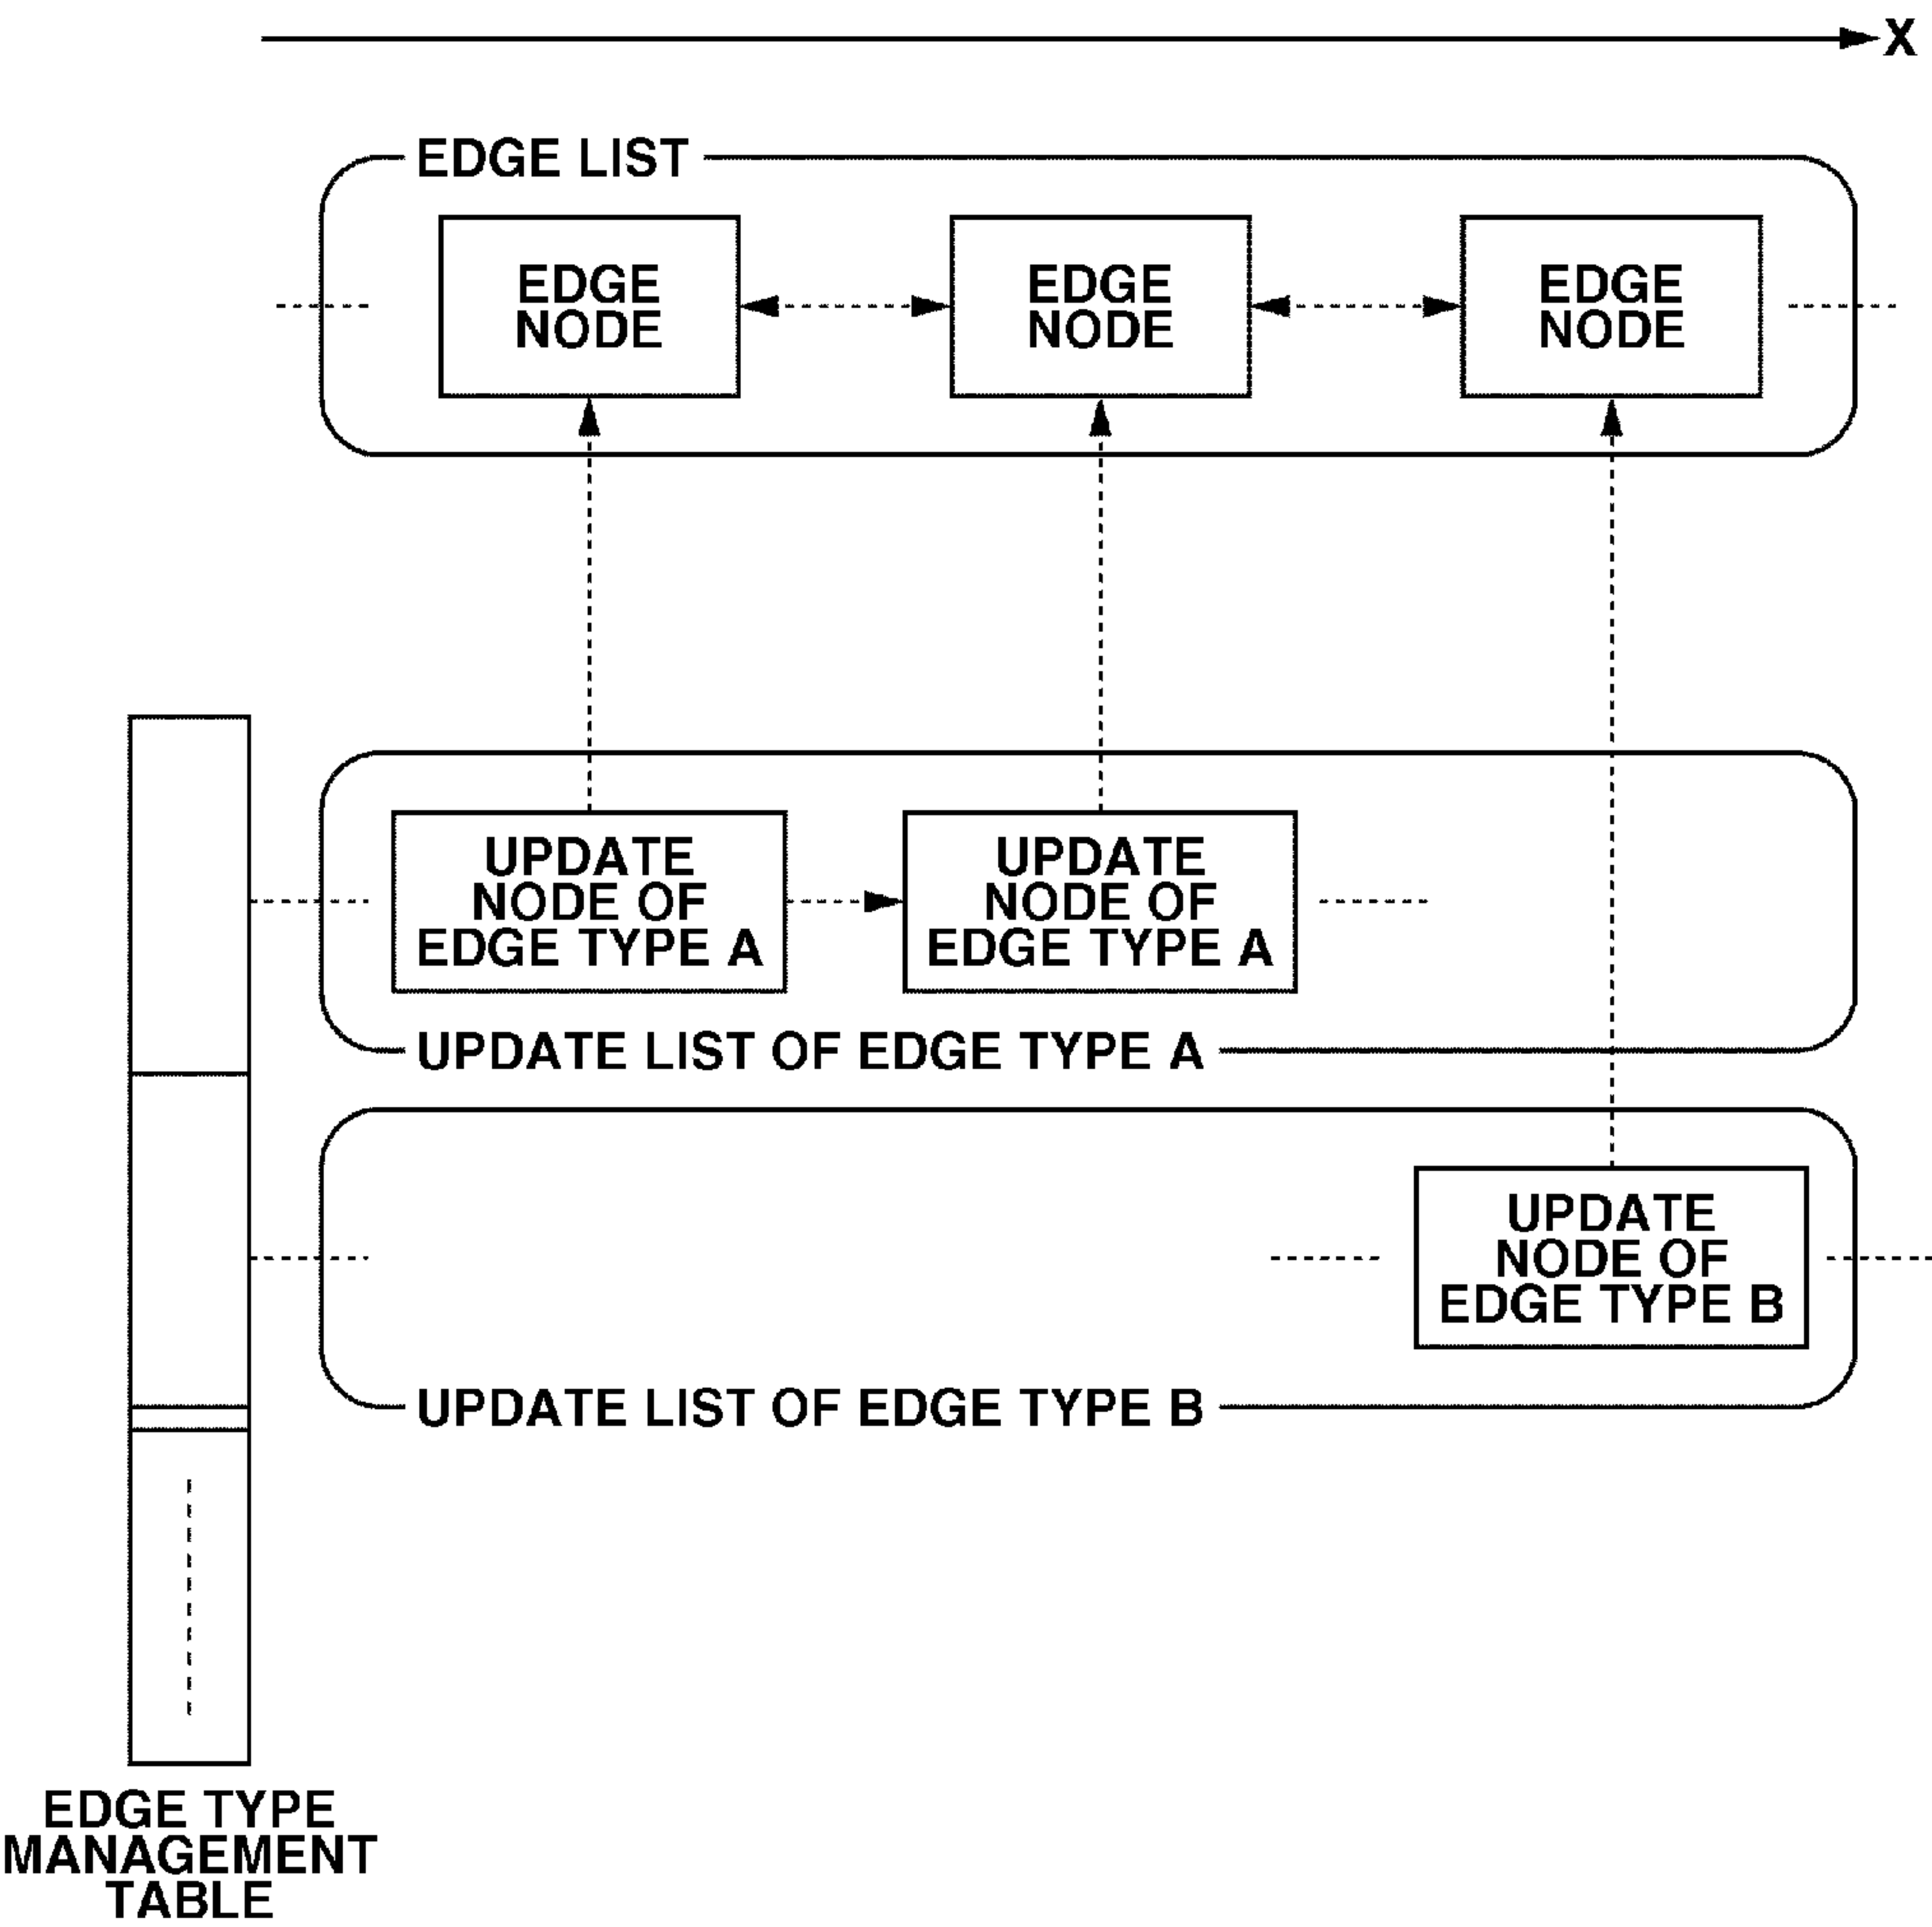 X
EDGE LIST
EDGE
NODE
EDGE
NODE
EDGE
NODE
UPDATE
NODE OF
EDGE TYPE A
UPDATE
NODE OF
EDGE TYPE A
UPDATE LIST OF EDGE TYPE A
UPDATE
NODE OF
EDGE TYPE B
UPDATE LIST OF EDGE TYPE B
EDGE TYPE
MANAGEMENT
TABLE